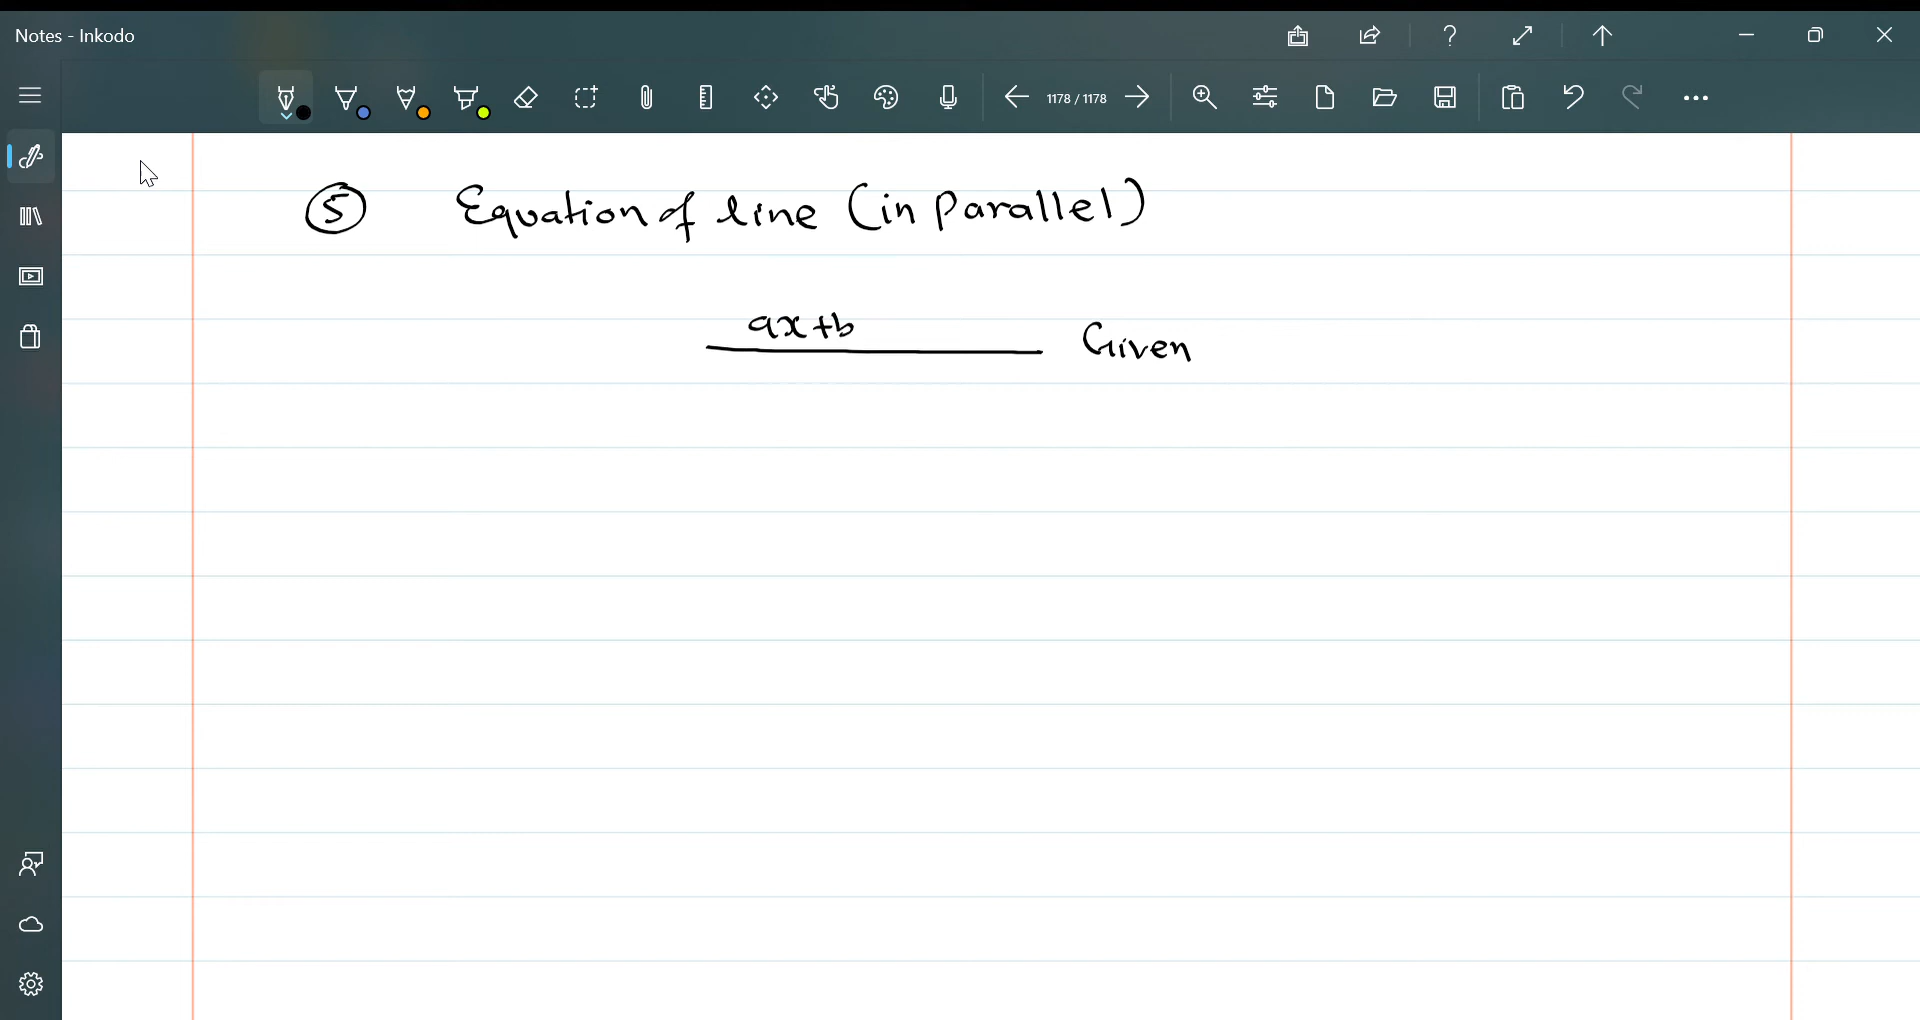 Notes - Inkodo
1178 / 1178
5 Equation of line (in parallel)
ax+b
Given